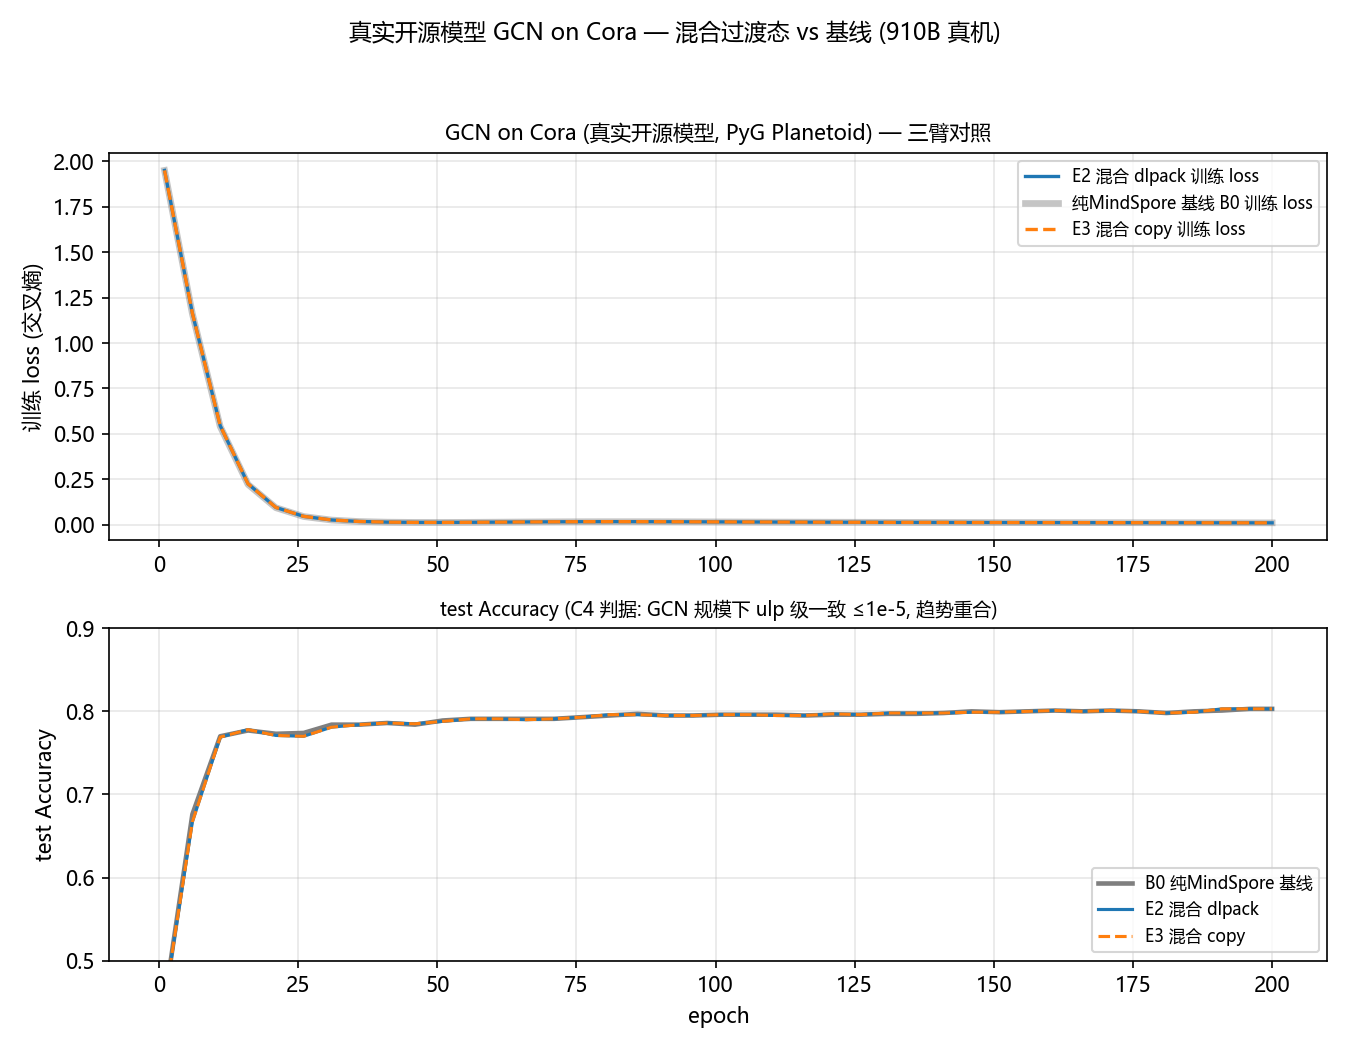 真实开源模型 GCN on Cora — 混合过渡态 vs 基线 (910B 真机)
GCN on Cora (真实开源模型, PyG Planetoid) — 三臂对照
训练 loss (交叉熵)
2.00
1.75
1.50
1.25
1.00
0.75
0.50
0.25
0.00
E2 混合 dlpack 训练 loss
纯MindSpore 基线 B0 训练 loss
E3 混合 copy 训练 loss
0 25 50 75 100 125 150 175 200
test Accuracy (C4 判据: GCN 规模下 ulp 级一致 ≤1e-5, 趋势重合)
test Accuracy
0.9
0.8
0.7
0.6
0.5
B0 纯MindSpore 基线
E2 混合 dlpack
E3 混合 copy
0 25 50 75 100 125 150 175 200
epoch